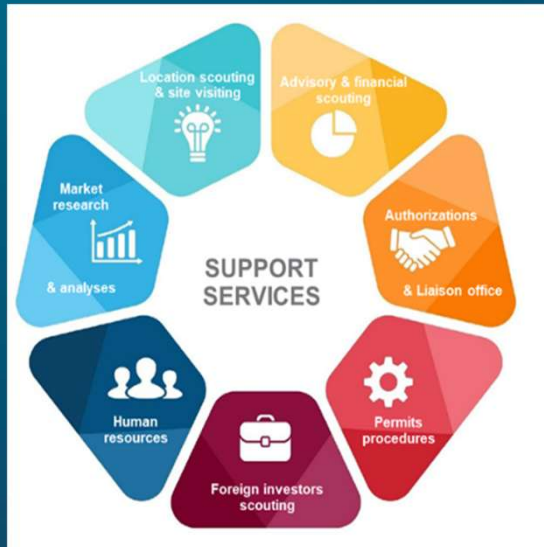 Location scouting
& site visiting
Advisory & financial
scouting
Market
research
& analyses
Authorizations
& Liaison office
SUPPORT
SERVICES
Human
resources
Permits
procedures
Foreign investors
scouting